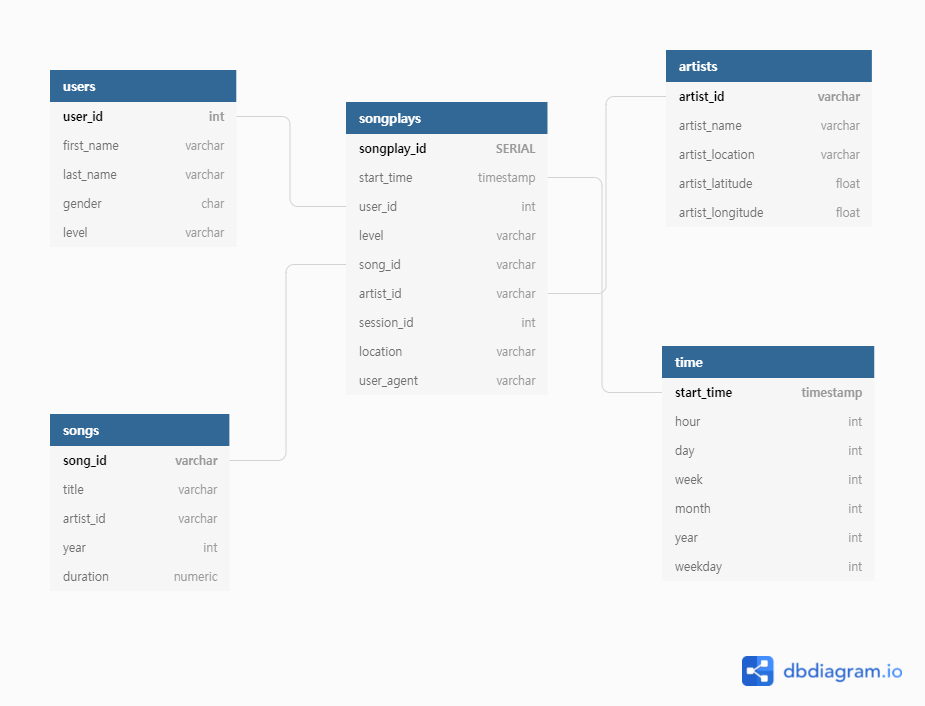 users
user_id int
first_name varchar
last_name varchar
gender char
level varchar
songplays
songplay_id SERIAL
start_time timestamp
user_id int
level varchar
song_id varchar
artist_id varchar
session_id int
location varchar
user_agent varchar
artists
artist_id varchar
artist_name varchar
artist_location varchar
artist_latitude float
artist_longitude float
songs
song_id varchar
title varchar
artist_id varchar
year int
duration numeric
time
start_time timestamp
hour int
day int
week int
month int
year int
weekday int
dbdiagram.io